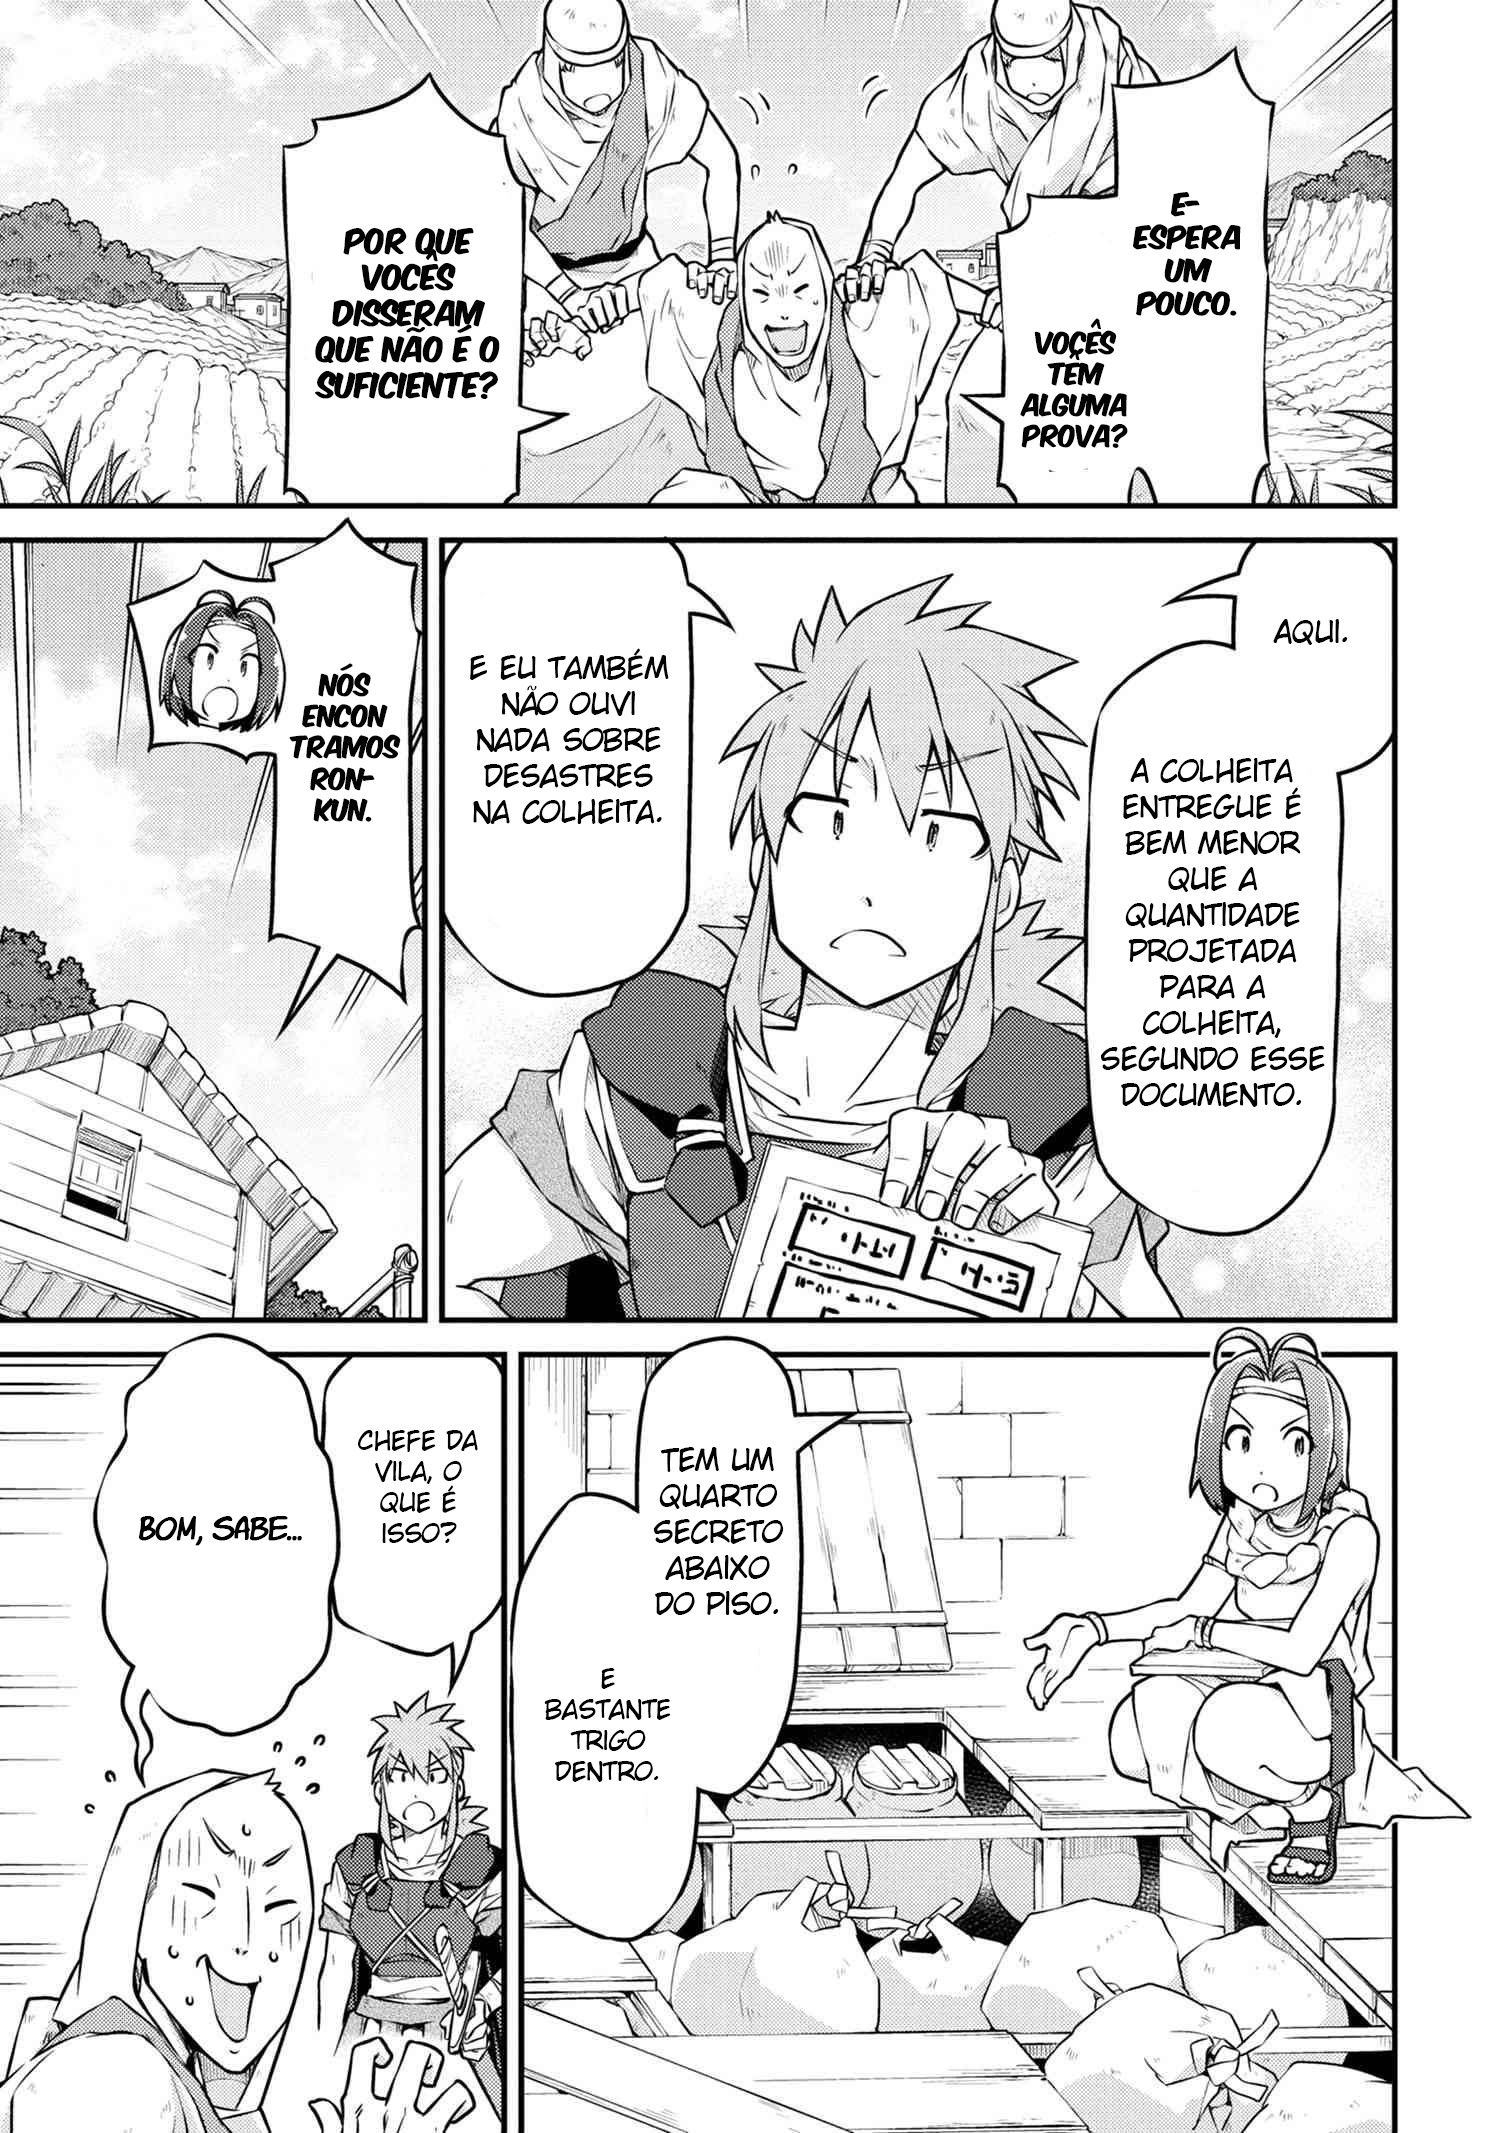 E-
ESPERA
UM
POUCO.
VOCÊS
TÊM
ALGUMA
PROVA?
POR QUE
VOCÊS
DISSERAM
QUE NÃO É O
SUFICIENTE?
AQUI.
A COLHEITA
ENTREGUE É
BEM MENOR
QUE A
QUANTIDADE
PROJETADA
PARA A
COLHEITA,
SEGUNDO ESSE
DOCUMENTO.
E EU TAMBÉM
NÃO OUVI
NADA SOBRE
DESASTRES
NA COLHEITA.
NÓS
ENCON
TRAMOS
RON-
KUN.
TEM UM
QUARTO
SECRETO
ABAIXO
DO PISO.
E
BASTANTE
TRIGO
DENTRO.
CHEFE DA
VILA, O
QUE É
ISSO?
BOM, SABE...